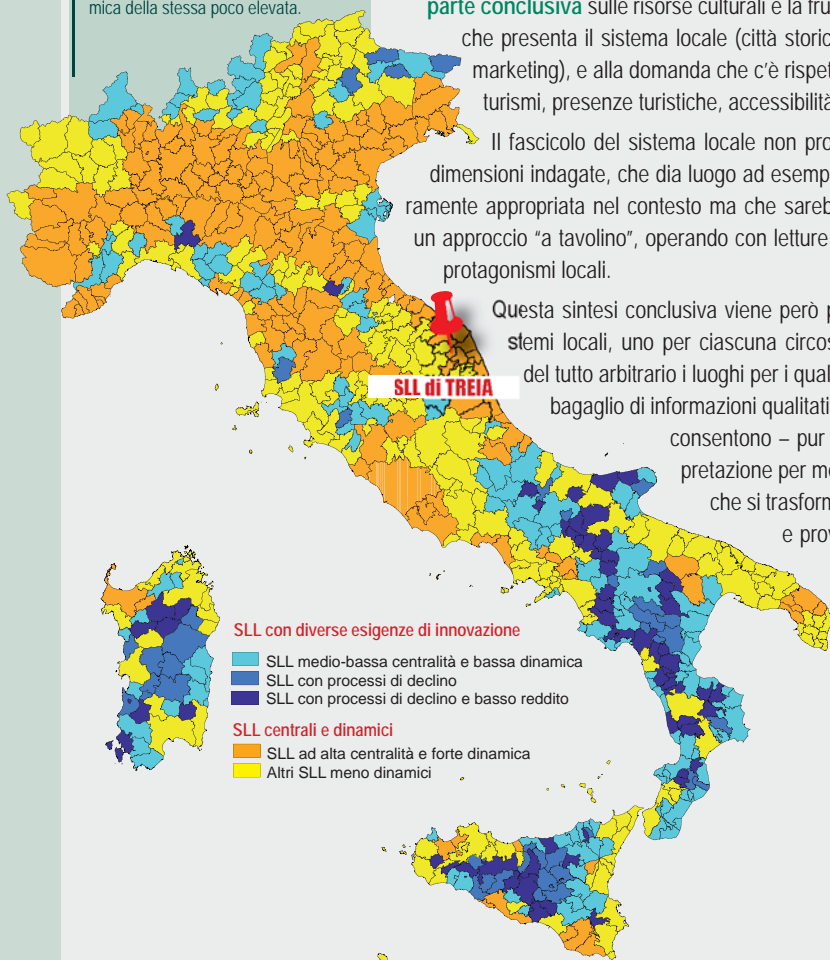 mica della stessa poco elevata.
parte conclusiva sulle risorse culturali e la fru
che presenta il sistema locale (città storic
marketing), e alla domanda che c'è rispet
turismi, presenze turistiche, accessibilità
Il fascicolo del sistema locale non pro
dimensioni indagate, che dia luogo ad esemp
ramente appropriata nel contesto ma che sareb
un approccio “a tavolino”, operando con letture
protagonismi locali.
Questa sintesi conclusiva viene però p
stemi locali, uno per ciascuna circos
del tutto arbitrario i luoghi per i qual
bagaglio di informazioni qualitati
consentono – pur
pretazione per me
che si trasform
e prov
SLL di TREIA
SLL con diverse esigenze di innovazione
SLL medio-bassa centralità e bassa dinamica
SLL con processi di declino
SLL con processi di declino e basso reddito
SLL centrali e dinamici
SLL ad alta centralità e forte dinamica
Altri SLL meno dinamici